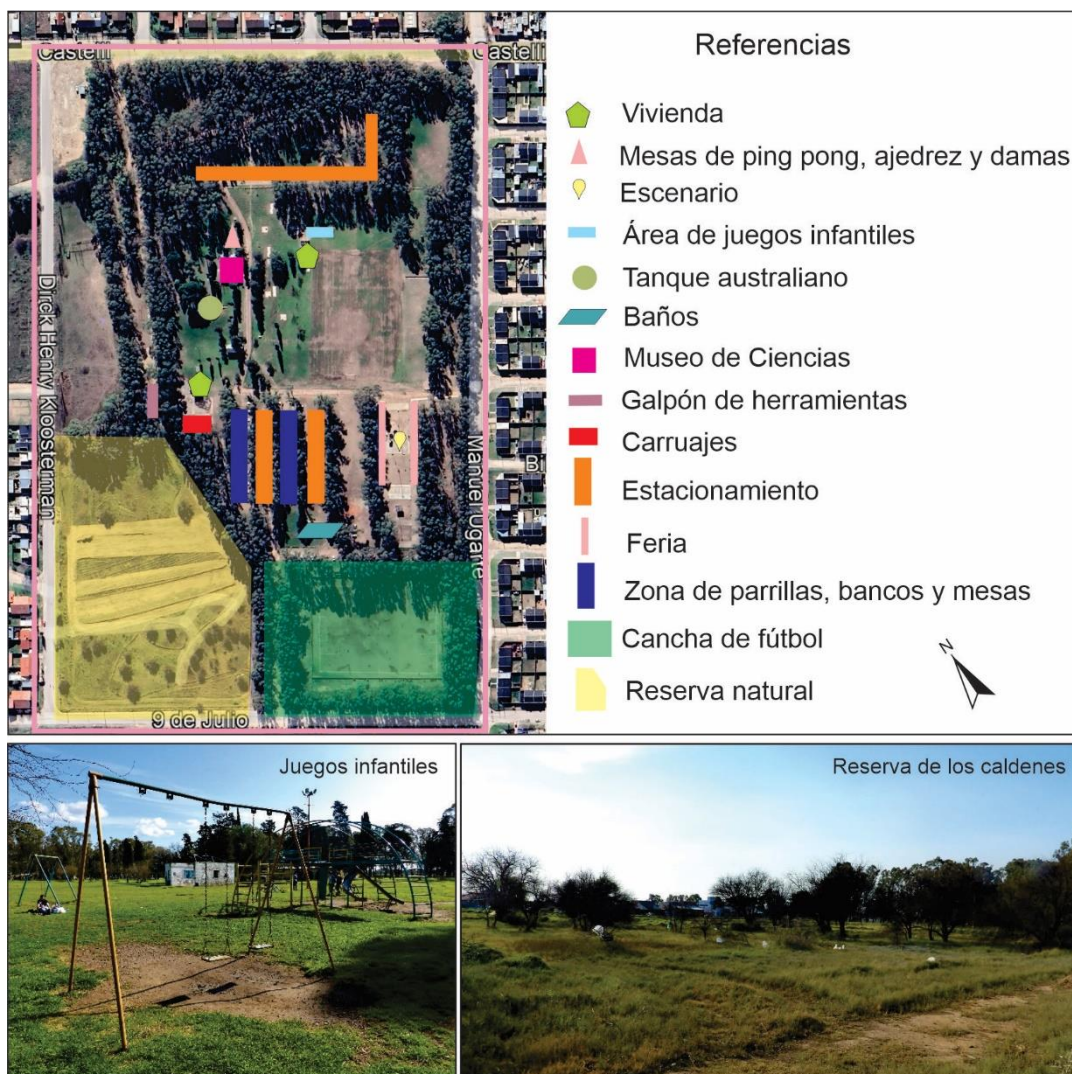 Castelli
Castelli
Dirck Henry Kloosterman
Manuel Ugarte
Bi
9 de Julio
Referencias
Vivienda
Mesas de ping pong, ajedrez y damas
Escenario
Área de juegos infantiles
Tanque australiano
Baños
Museo de Ciencias
Galpón de herramientas
Carruajes
Estacionamiento
Feria
Zona de parrillas, bancos y mesas
Cancha de fútbol
Reserva natural
N
Juegos infantiles
Reserva de los caldenes